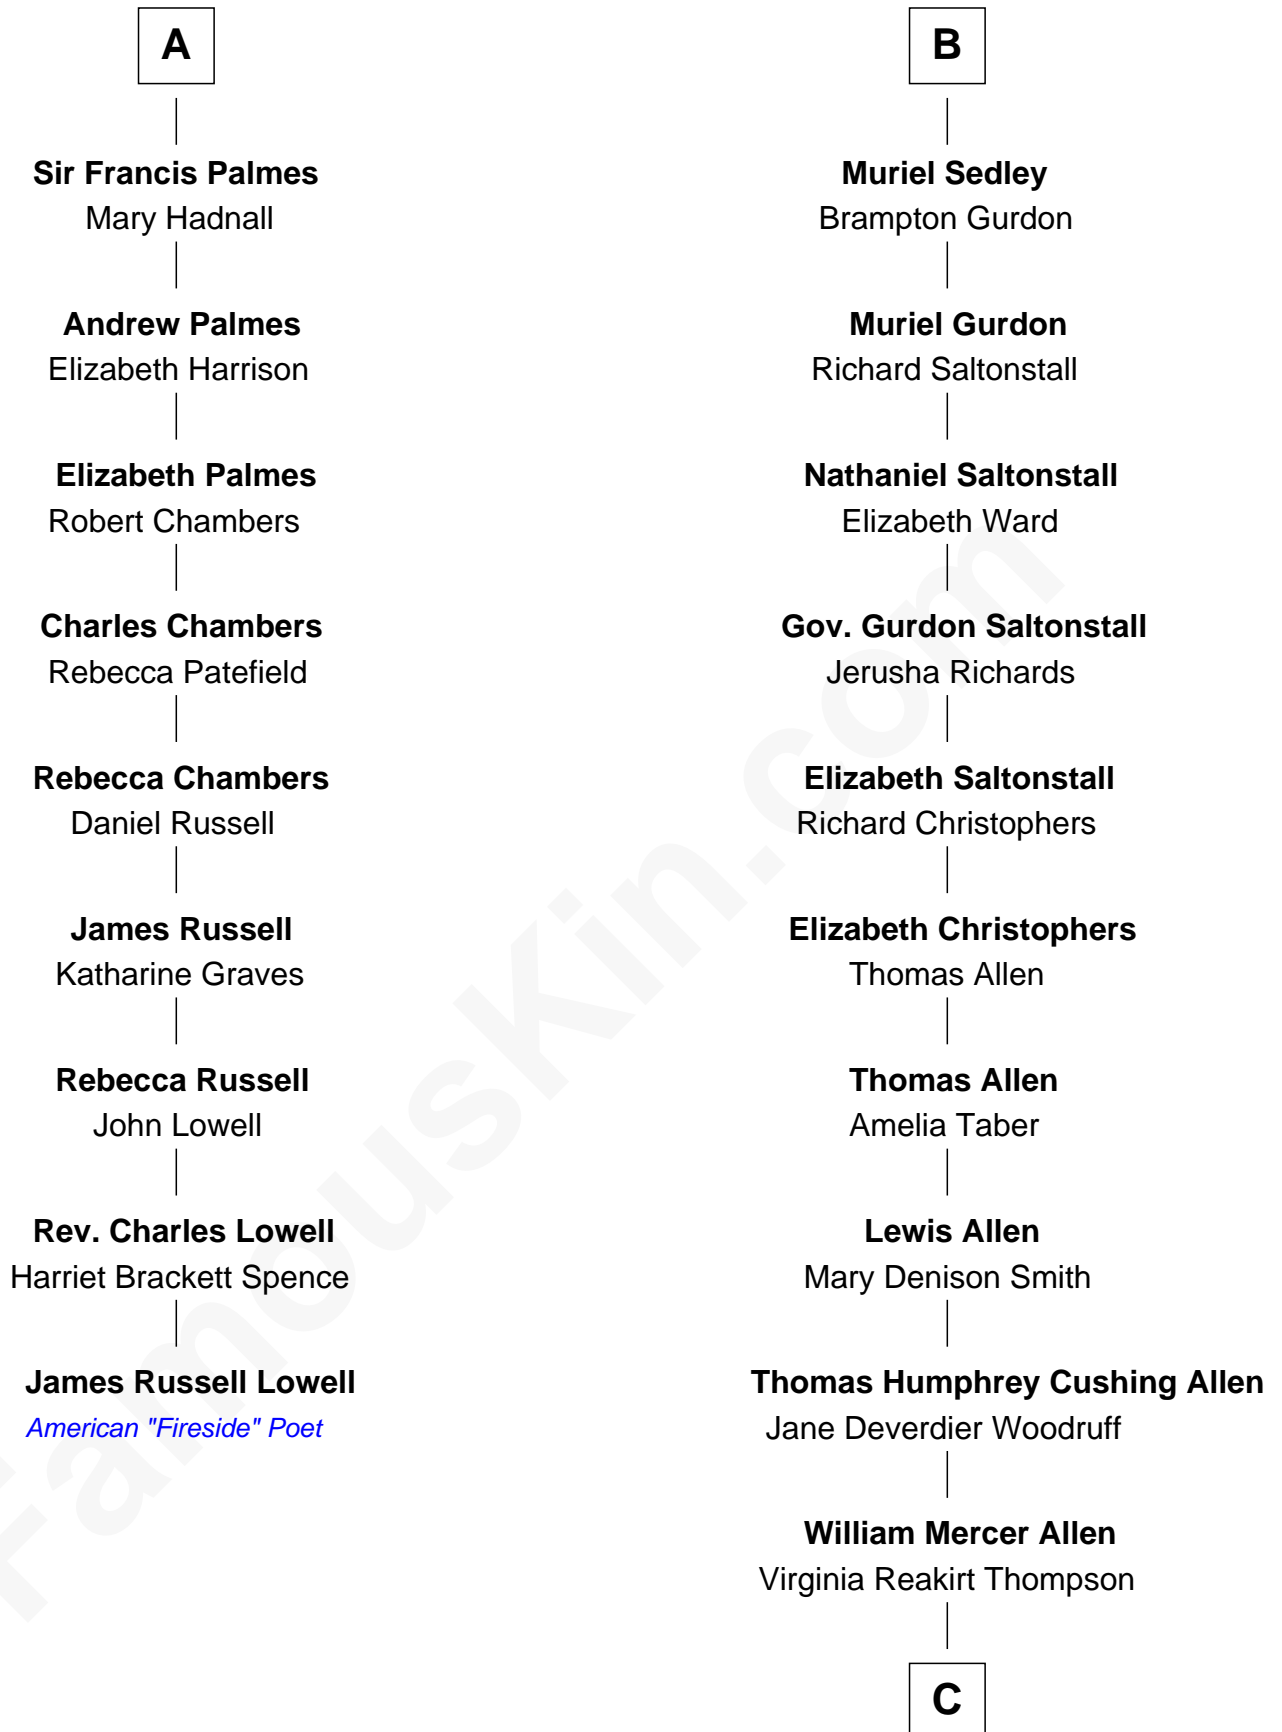 A
Sir Francis Palmes
Mary Hadnall
Andrew Palmes
Elizabeth Harrison
Elizabeth Palmes
Robert Chambers
Charles Chambers
Rebecca Patefield
Rebecca Chambers
Daniel Russell
James Russell
Katharine Graves
Rebecca Russell
John Lowell
Rev. Charles Lowell
Harriet Brackett Spence
James Russell Lowell
American "Fireside" Poet
B
Muriel Sedley
Brampton Gurdon
Muriel Gurdon
Richard Saltonstall
Nathaniel Saltonstall
Elizabeth Ward
Gov. Gurdon Saltonstall
Jerusha Richards
Elizabeth Saltonstall
Richard Christophers
Elizabeth Christophers
Thomas Allen
Thomas Allen
Amelia Taber
Lewis Allen
Mary Denison Smith
Thomas Humphrey Cushing Allen
Jane Deverdier Woodruff
William Mercer Allen
Virginia Reakirt Thompson
C
FamousKin.com